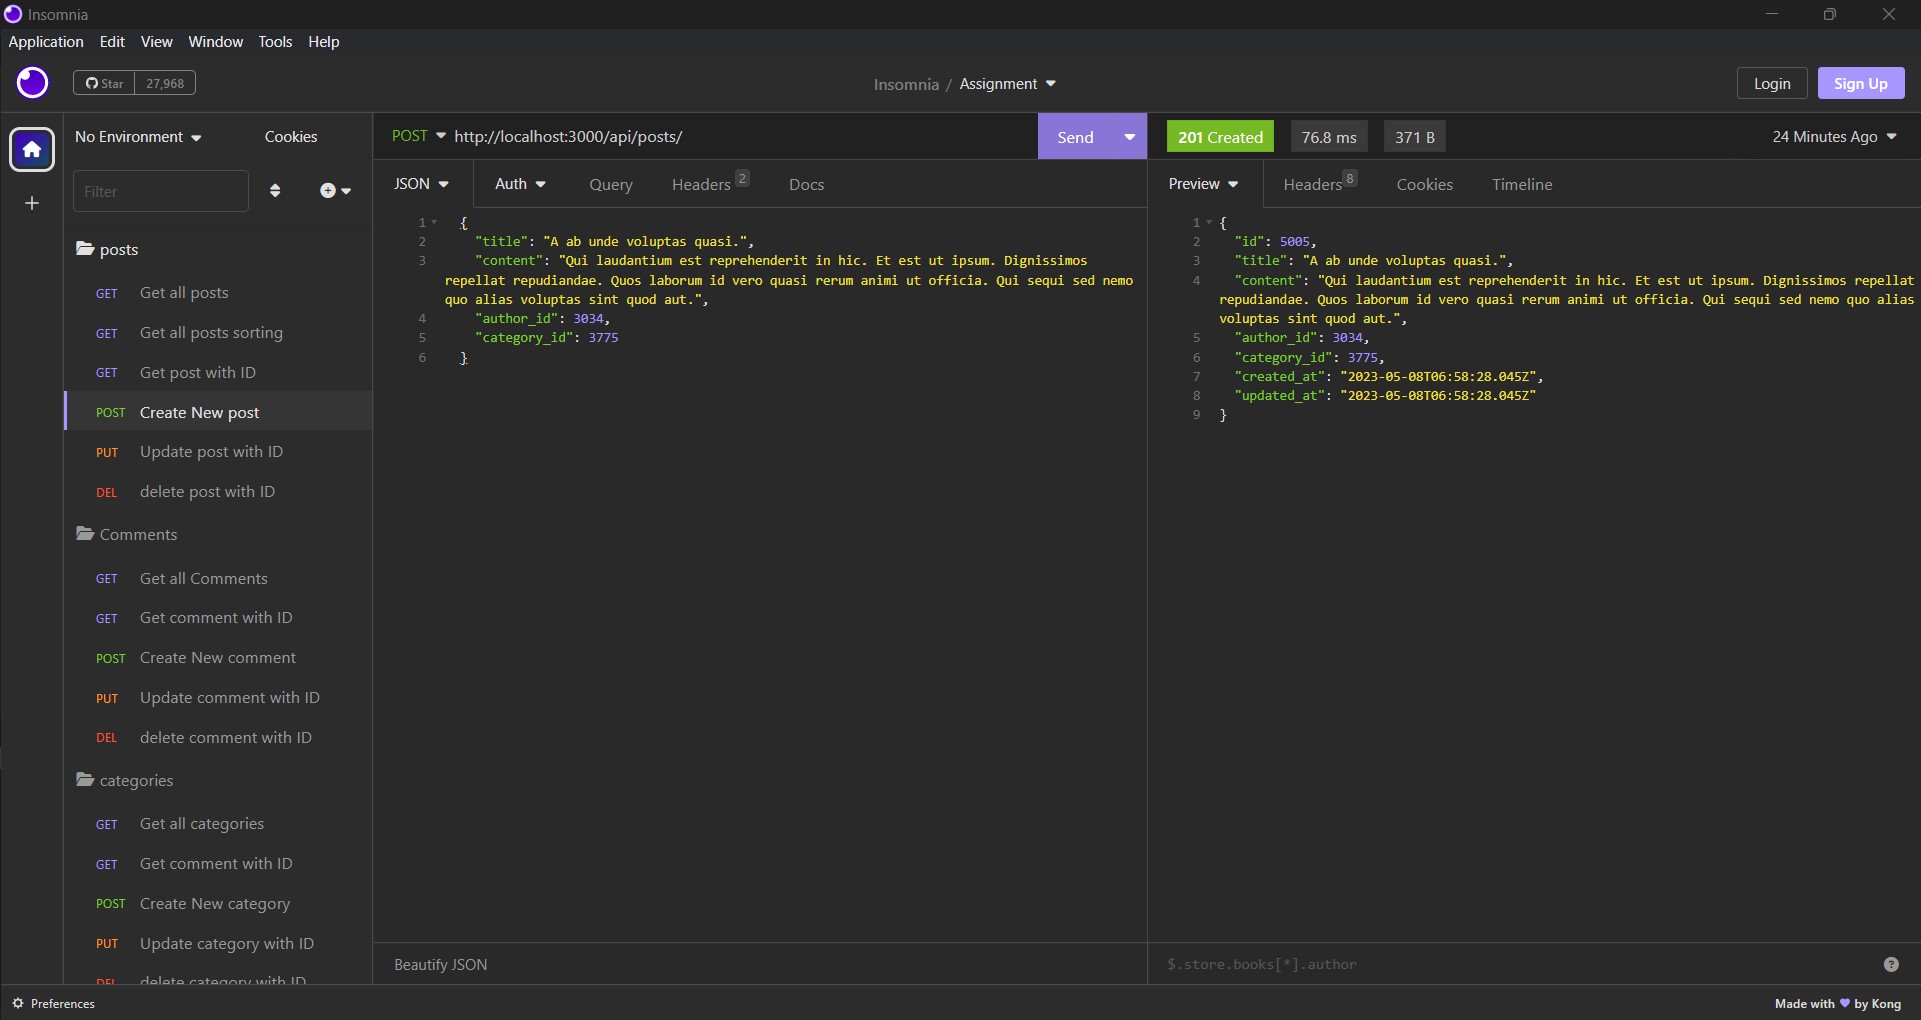 Insomnia
Application Edit View Window Tools Help
Star 27,968
Insomnia / Assignment
Login Sign Up
No Environment Cookies
Filter
posts
GET Get all posts
GET Get all posts sorting
GET Get post with ID
POST Create New post
PUT Update post with ID
DEL delete post with ID
Comments
GET Get all Comments
GET Get comment with ID
POST Create New comment
PUT Update comment with ID
DEL delete comment with ID
categories
GET Get all categories
GET Get comment with ID
POST Create New category
PUT Update category with ID
DEL delete category with ID
POST http://localhost:3000/api/posts/ Send
JSON Auth Query Headers 2 Docs
1 {
2 "title": "A ab unde voluptas quasi.",
3 "content": "Qui laudantium est reprehenderit in hic. Et est ut ipsum. Dignissimos
repellat repudiandae. Quos laborum id vero quasi rerum animi ut officia. Qui sequi sed nemo
quo alias voluptas sint quod aut.",
4 "author_id": 3034,
5 "category_id": 3775
6 }
Beautify JSON
201 Created 76.8 ms 371 B 24 Minutes Ago
Preview Headers 8 Cookies Timeline
1 {
2 "id": 5005,
3 "title": "A ab unde voluptas quasi.",
4 "content": "Qui laudantium est reprehenderit in hic. Et est ut ipsum. Dignissimos repellat
repudiandae. Quos laborum id vero quasi rerum animi ut officia. Qui sequi sed nemo quo alias
voluptas sint quod aut.",
5 "author_id": 3034,
6 "category_id": 3775,
7 "created_at": "2023-05-08T06:58:28.045Z",
8 "updated_at": "2023-05-08T06:58:28.045Z"
9 }
$.store.books[*].author ?
Preferences
Made with by Kong